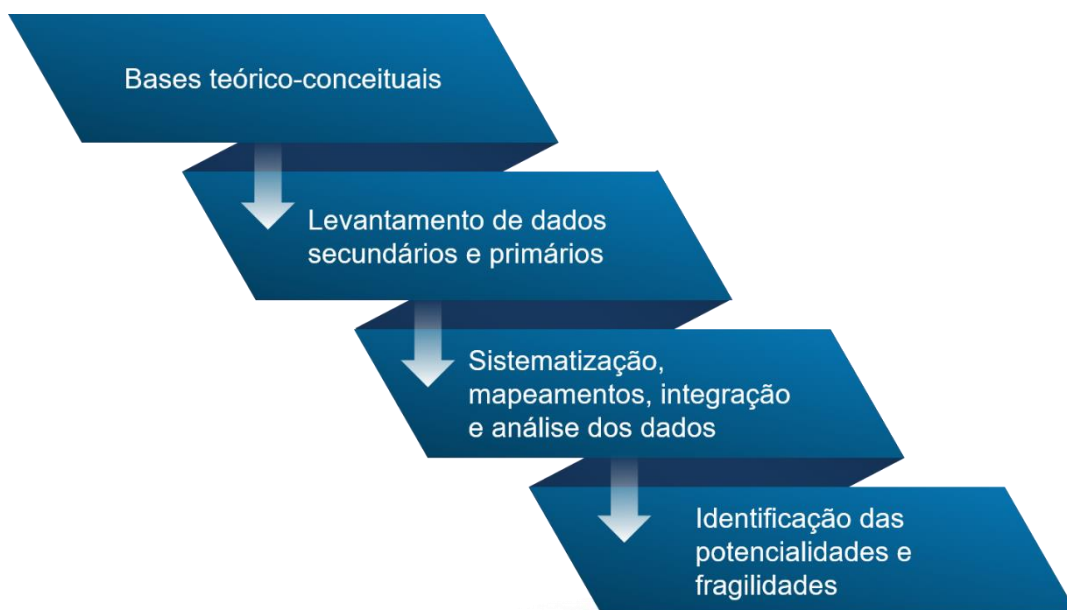 Bases teórico-conceituais
Levantamento de dados
secundários e primários
Sistematização,
mapeamentos, integração
e análise dos dados
Identificação das
potencialidades e
fragilidades